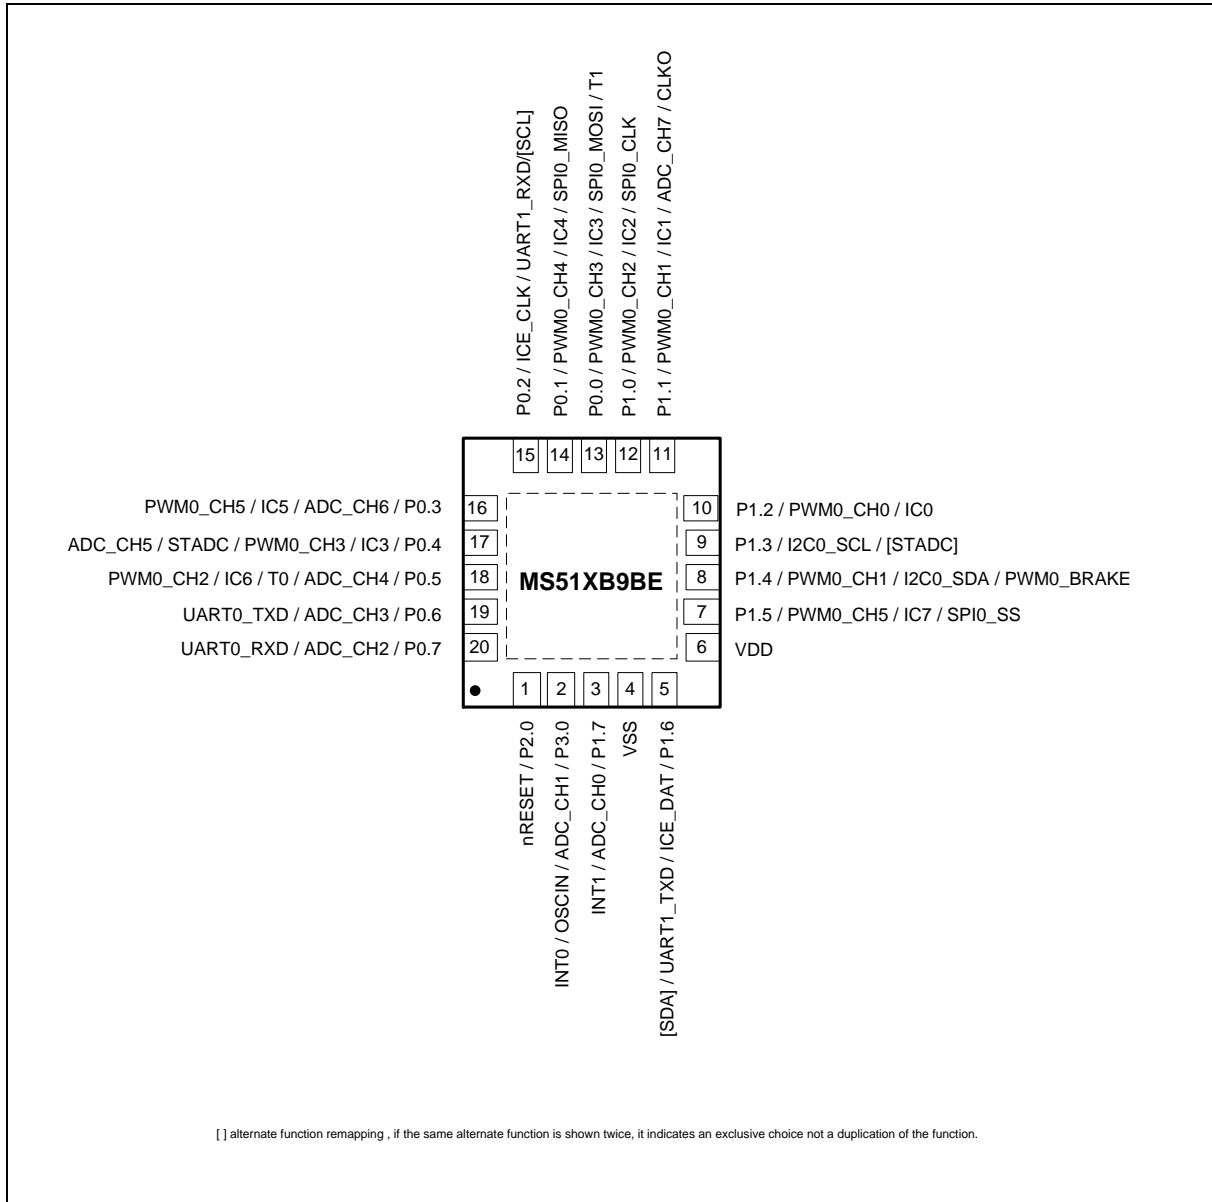 P0.2 / ICE_CLK / UART1_RXD/[SCL]
P0.1 / PWM0_CH4 / IC4 / SPI0_MISO
P0.0 / PWM0_CH3 / IC3 / SPI0_MOSI / T1
P1.0 / PWM0_CH2 / IC2 / SPI0_CLK
P1.1 / PWM0_CH1 / IC1 / ADC_CH7 / CLKO
15 14 13 12 11
PWM0_CH5 / IC5 / ADC_CH6 / P0.3 16
ADC_CH5 / STADC / PWM0_CH3 / IC3 / P0.4 17
PWM0_CH2 / IC6 / T0 / ADC_CH4 / P0.5 18
UART0_TXD / ADC_CH3 / P0.6 19
UART0_RXD / ADC_CH2 / P0.7 20
MS51XB9BE
10 P1.2 / PWM0_CH0 / IC0
9 P1.3 / I2C0_SCL / [STADC]
8 P1.4 / PWM0_CH1 / I2C0_SDA / PWM0_BRAKE
7 P1.5 / PWM0_CH5 / IC7 / SPI0_SS
6 VDD
1 2 3 4 5
nRESET / P2.0
INT0 / OSCIN / ADC_CH1 / P3.0
INT1 / ADC_CH0 / P1.7
VSS
[SDA] / UART1_TXD / ICE_DAT / P1.6
[ ] alternate function remapping , if the same alternate function is shown twice, it indicates an exclusive choice not a duplication of the function.